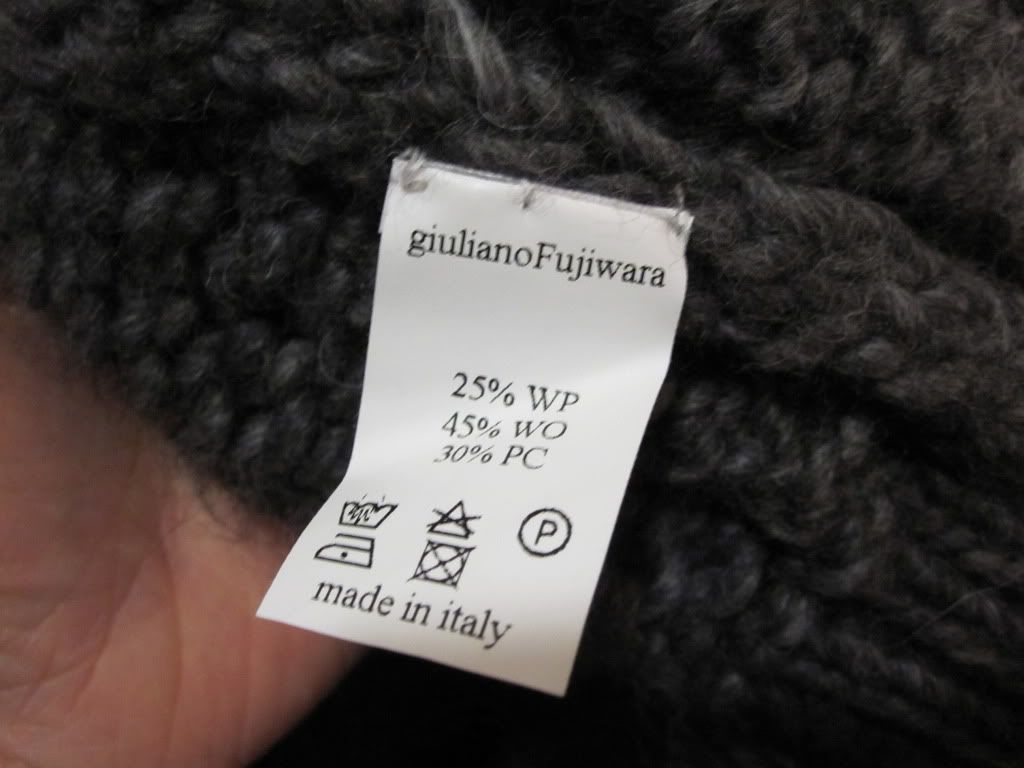 giulianoFujiwara
25% WP
45% WO
30% PC
P
made in italy